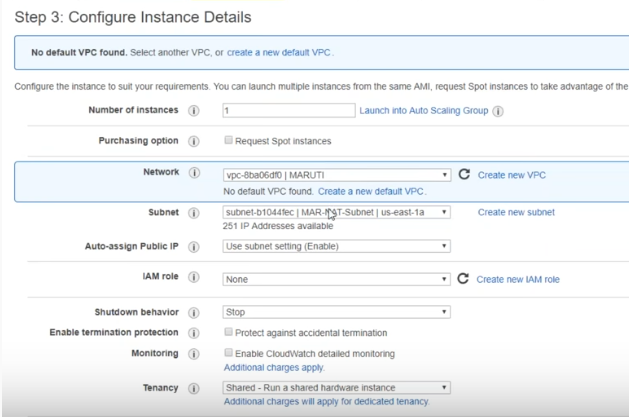 Step 3: Configure Instance Details
No default VPC found. Select another VPC, or create a new default VPC.
Configure the instance to suit your requirements. You can launch multiple instances from the same AMI, request Spot instances to take advantage of the
Number of instances i 1 Launch into Auto Scaling Group i
Purchasing option i Request Spot instances
Network i vpc-8ba06df0 | MARUTI Create new VPC
No default VPC found. Create a new default VPC.
Subnet i subnet-b1044fec | MAR-NAT-Subnet | us-east-1a Create new subnet
251 IP Addresses available
Auto-assign Public IP i Use subnet setting (Enable)
IAM role i None Create new IAM role
Shutdown behavior i Stop
Enable termination protection i Protect against accidental termination
Monitoring i Enable CloudWatch detailed monitoring
Additional charges apply.
Tenancy i Shared - Run a shared hardware instance
Additional charges will apply for dedicated tenancy.